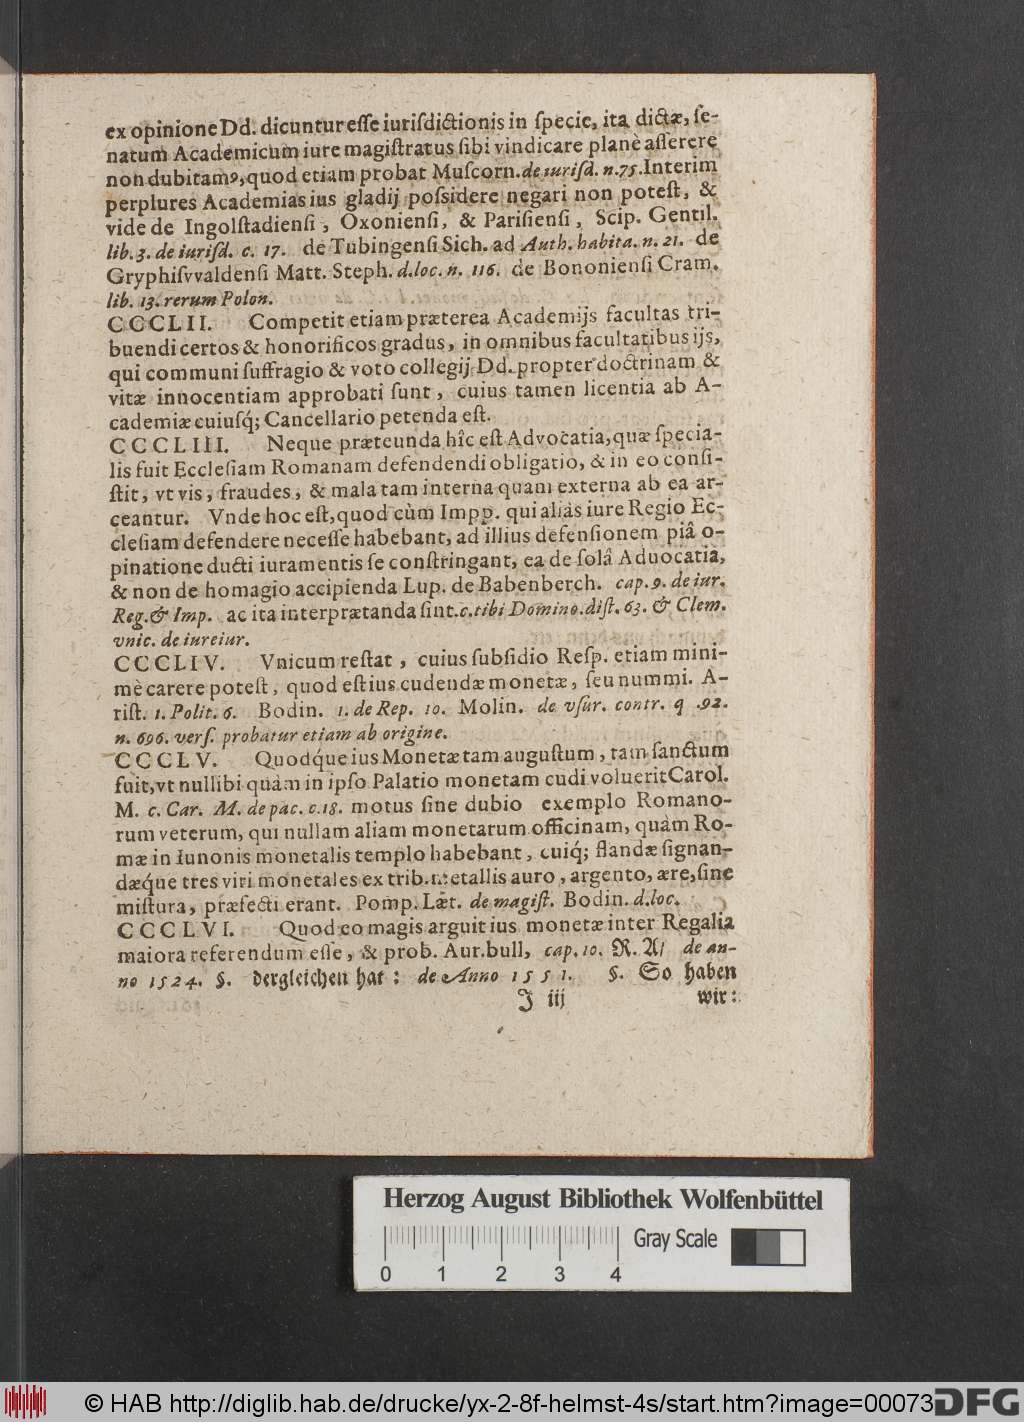 ex opinione Dd. dicuntur eſſe iurisdictionis in ſpecie, ita dictæ, ſe-
natum Academicum iure magiſtratus ſibi vindicare planè aſſerere
non dubitamꝰ, quod etiam probat Muſcorn. de iuriſd. n. 75. Interim
perplures Academias ius gladij poſsidere negari non poteſt, &
vide de Ingolſtadienſi, Oxonienſi, & Pariſienſi, Scip. Gentil.
lib. 3. de iuriſd. c. 17. de Tubingenſi Sich. ad Auth. habita. n. 21. de
Gryphiſvvaldenſi Matt. Steph. d. loc. n. 116. de Bononienſi Cram.
lib. 13. rerum Polon.
CCCLII. Competit etiam præterea Academijs facultas tri-
buendi certos & honorificos gradus, in omnibus facultatibus ijs,
qui communi ſuffragio & voto collegij Dd. propter doctrinam &
vitæ innocentiam approbati ſunt, cuius tamen licentia ab A-
cademiæ cuiuſq́; Cancellario petenda eſt.
CCCLIII. Neque prætereunda hîc eſt Advocatia, quæ ſpecia-
lis fuit Eccleſiam Romanam defendendi obligatio, & in eo conſi-
ſtit, vt vis, fraudes, & mala tam interna quam externa ab ea ar-
ceantur. Vnde hoc eſt, quod cùm Impp. qui aliàs iure Regio Ec-
cleſiam defendere neceſſe habebant, ad illius defenſionem piâ o-
pinatione ducti iuramentis ſe conſtringant, ea de ſolâ Aduocatia,
& non de homagio accipienda Lup. de Babenberch. cap. 9. de iur.
Reg. & Imp. ac ita interprætanda ſint. c. tibi Domino. diſt. 63. & Clem.
vnic. de iureiur.
CCCLIV. Vnicum reſtat, cuius ſubſidio Reſp. etiam mini-
mè carere poteſt, quod eſt ius cudendæ monetæ, ſeu nummi. A-
riſt. 1. Polit. 6. Bodin. 1. de Rep. 10. Molin. de vſur. contr. q .92.
n. 696. verſ. probatur etiam ab origine.
CCCLV. Quodq́ue ius Monetæ tam auguſtum, tam ſanctum
fuit, vt nullibi quàm in ipſo Palatio monetam cudi voluerit Carol.
M. c. Car. M. de pac. c. 18. motus ſine dubio exemplo Romano-
rum veterum, qui nullam aliam monetarum officinam, quàm Ro-
mæ in Iunonis monetalis templo habebant, cuiq́; flandæ ſignan-
dæq́ue tres viri monetales ex trib. metallis auro, argento, ære, ſine
miſtura, præfecti erant. Pomp. Læt. de magiſt. Bodin. d. loc.
CCCLVI. Quod eo magis arguit ius monetæ inter Regalia
maiora referendum eſſe, & prob. Aur. bull, cap. 10. R. A/ de an-
no 1524. §. dergleichen hat: de Anno 1551. §. So haben
J iij wir:
Herzog August Bibliothek Wolfenbüttel
Gray Scale
0 1 2 3 4
© HAB http://diglib.hab.de/drucke/yx-2-8f-helmst-4s/start.htm?image=00073
DFG